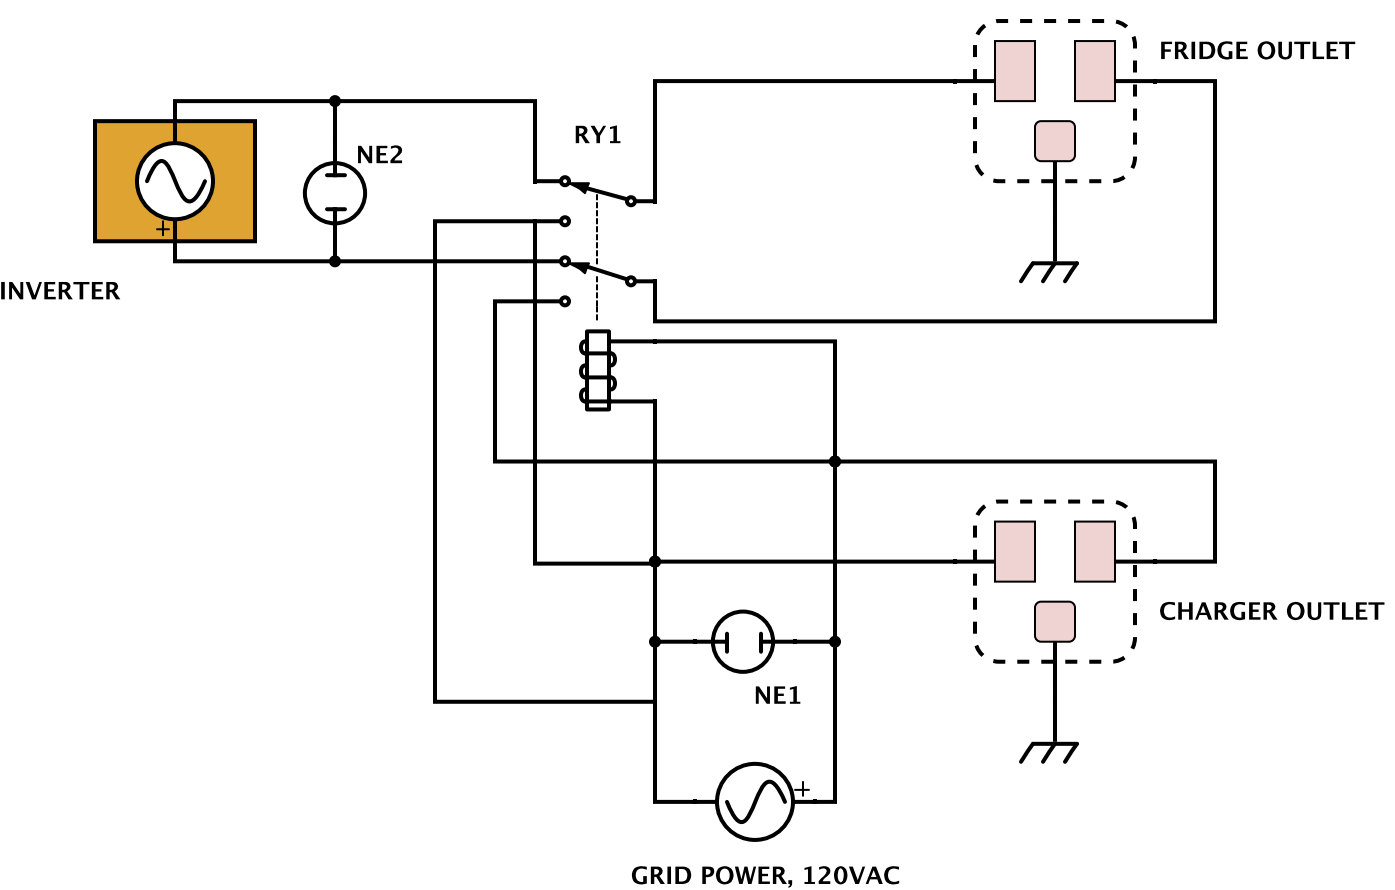 FRIDGE OUTLET
RY1
NE2
+
INVERTER
CHARGER OUTLET
NE1
+
GRID POWER, 120VAC